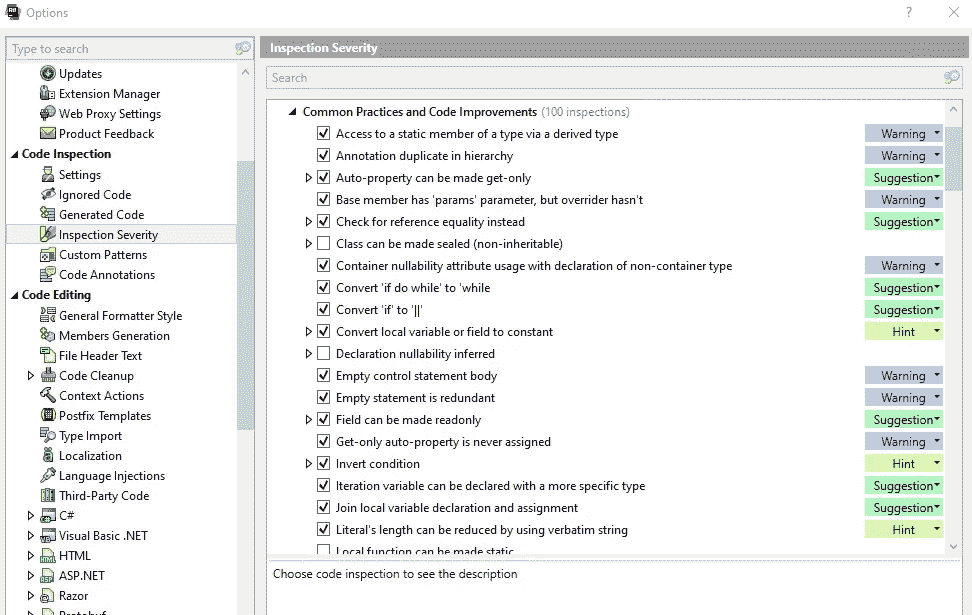 Options
?
Type to search
Updates
Extension Manager
Web Proxy Settings
Product Feedback
Code Inspection
Settings
Ignored Code
Generated Code
Inspection Severity
Custom Patterns
Code Annotations
Code Editing
General Formatter Style
Members Generation
File Header Text
Code Cleanup
Context Actions
Postfix Templates
Type Import
Localization
Language Injections
Third-Party Code
C#
Visual Basic .NET
HTML
ASP.NET
Razor
Protobuf
Inspection Severity
Search
Common Practices and Code Improvements (100 inspections)
Access to a static member of a type via a derived type Warning
Annotation duplicate in hierarchy Warning
Auto-property can be made get-only Suggestion
Base member has 'params' parameter, but overrider hasn't Warning
Check for reference equality instead Suggestion
Class can be made sealed (non-inheritable)
Container nullability attribute usage with declaration of non-container type Warning
Convert 'if do while' to 'while Suggestion
Convert 'if' to '||' Suggestion
Convert local variable or field to constant Hint
Declaration nullability inferred
Empty control statement body Warning
Empty statement is redundant Warning
Field can be made readonly Suggestion
Get-only auto-property is never assigned Warning
Invert condition Hint
Iteration variable can be declared with a more specific type Suggestion
Join local variable declaration and assignment Suggestion
Literal's length can be reduced by using verbatim string Hint
Local function can be made static
Choose code inspection to see the description